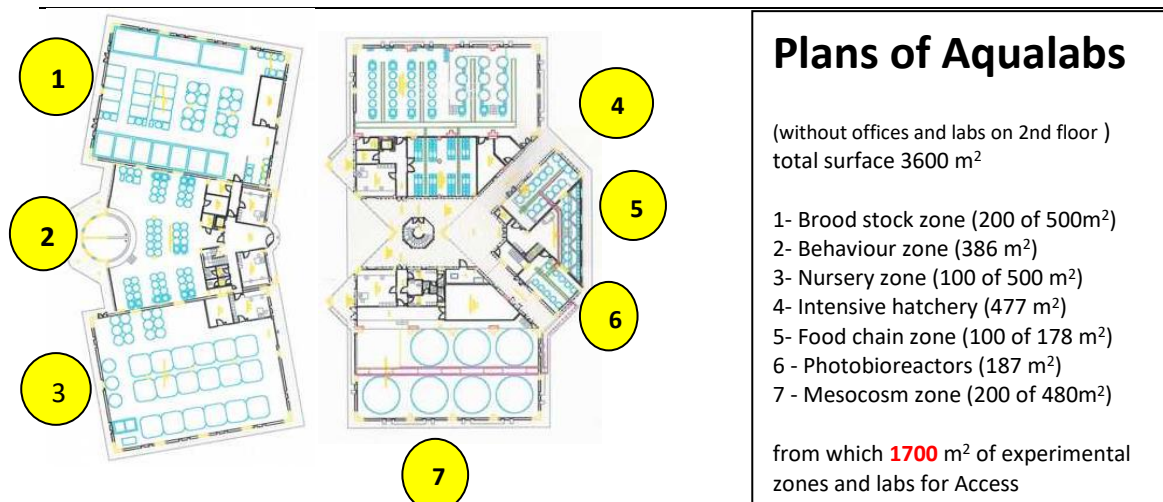 1
2
3
4
5
6
7
Plans of Aqualabs
(without offices and labs on 2nd floor )
total surface 3600 m²
1- Brood stock zone (200 of 500m²)
2- Behaviour zone (386 m²)
3- Nursery zone (100 of 500 m²)
4- Intensive hatchery (477 m²)
5- Food chain zone (100 of 178 m²)
6 - Photobioreactors (187 m²)
7 - Mesocosm zone (200 of 480m²)
from which 1700 m² of experimental
zones and labs for Access